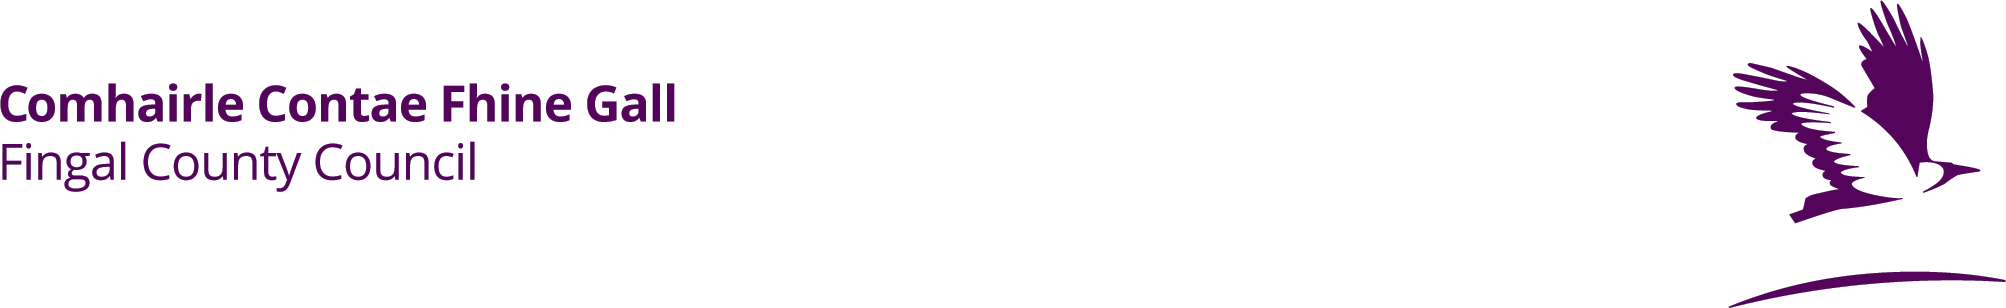 Comhairle Contae Fhine Gall
Fingal County Council